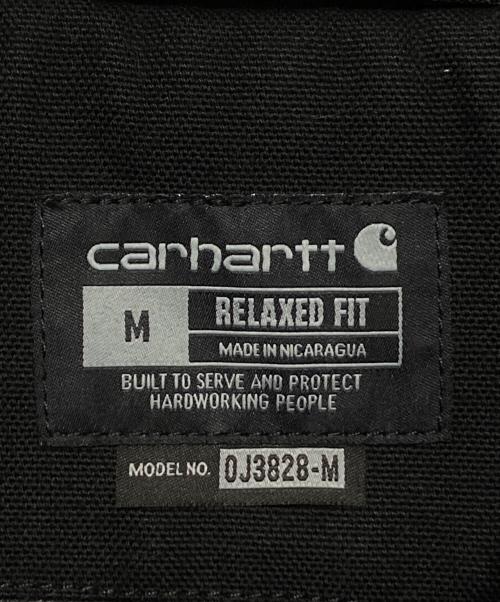 carhartt
M
RELAXED FIT
MADE IN NICARAGUA
BUILT TO SERVE AND PROTECT
HARDWORKING PEOPLE
MODEL NO. 0J3828-M